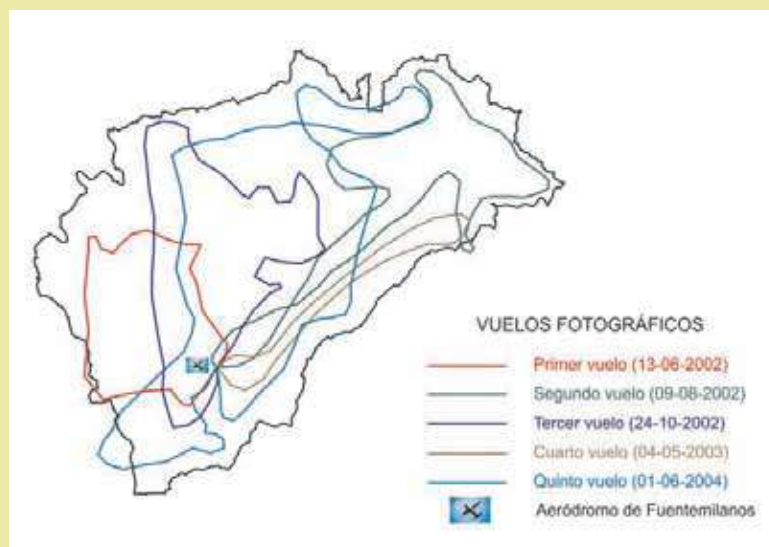 VUELOS FOTOGRÁFICOS
Primer vuelo (13-06-2002)
Segundo vuelo (09-08-2002)
Tercer vuelo (24-10-2002)
Cuarto vuelo (04-05-2003)
Quinto vuelo (01-06-2004)
Aeródromo de Fuentemilanos